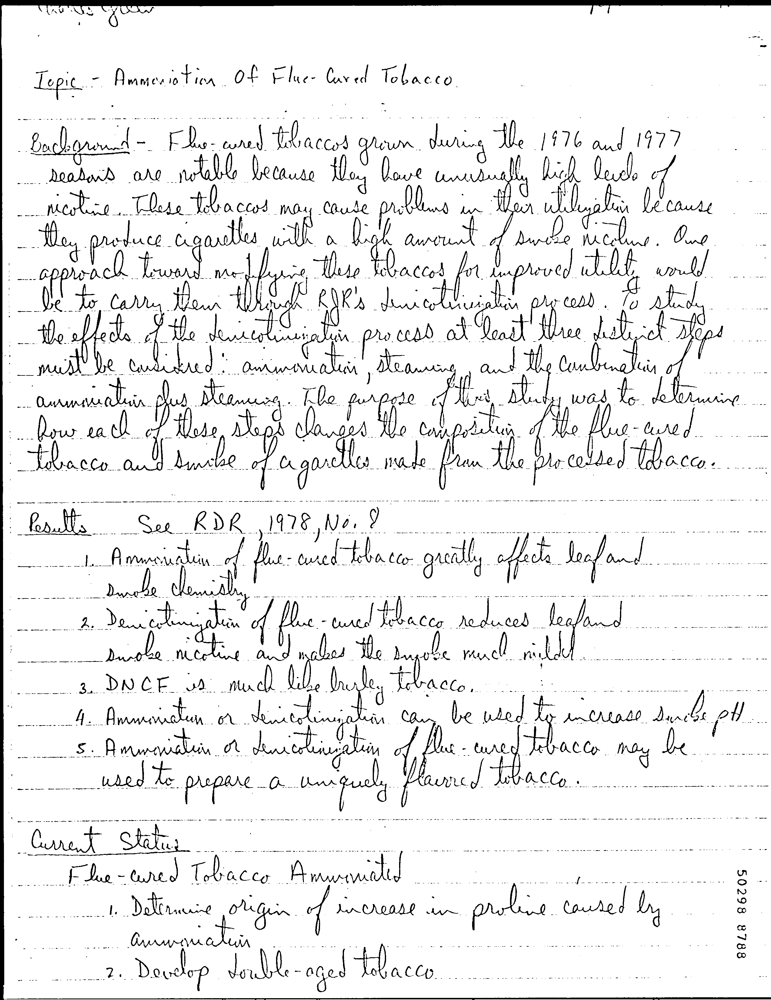 Topic - Ammoniation Of Flue-Cured Tobacco
Background - Flue-cured tobaccos grown during the 1976 and 1977
seasons are notable because they have unusually high levels of
nicotine. These tobaccos may cause problems in their utilization because
they produce cigarettes with a high amount of smoke nicotine. One
approach toward modifying these tobaccos for improved utility would
be to carry them through RJR's denicotinization process. To study
the effects of the denicotinization process at least three distinct steps
must be considered: ammoniation, steaming, and the combination of
ammoniation plus steaming. The purpose of this study was to determine
how each of these steps changes the composition of the flue-cured
tobacco and smoke of cigarettes made from the processed tobacco.
Results See RDR, 1978, No. 8
1. Ammoniation of flue-cured tobacco greatly affects leaf and
smoke chemistry
2. Denicotinization of flue-cured tobacco reduces leaf and
smoke nicotine and makes the smoke much milder
3. DNCF is much like burley tobacco.
4. Ammoniation or denicotinization can be used to increase smoke pH
5. Ammoniation or denicotinization of flue-cured tobacco may be
used to prepare a uniquely flavored tobacco.
Current Status
Flue-cured Tobacco Ammoniated
1. Determine origin of increase in proline caused by
ammoniation
2. Develop double-aged tobacco
50298 8788